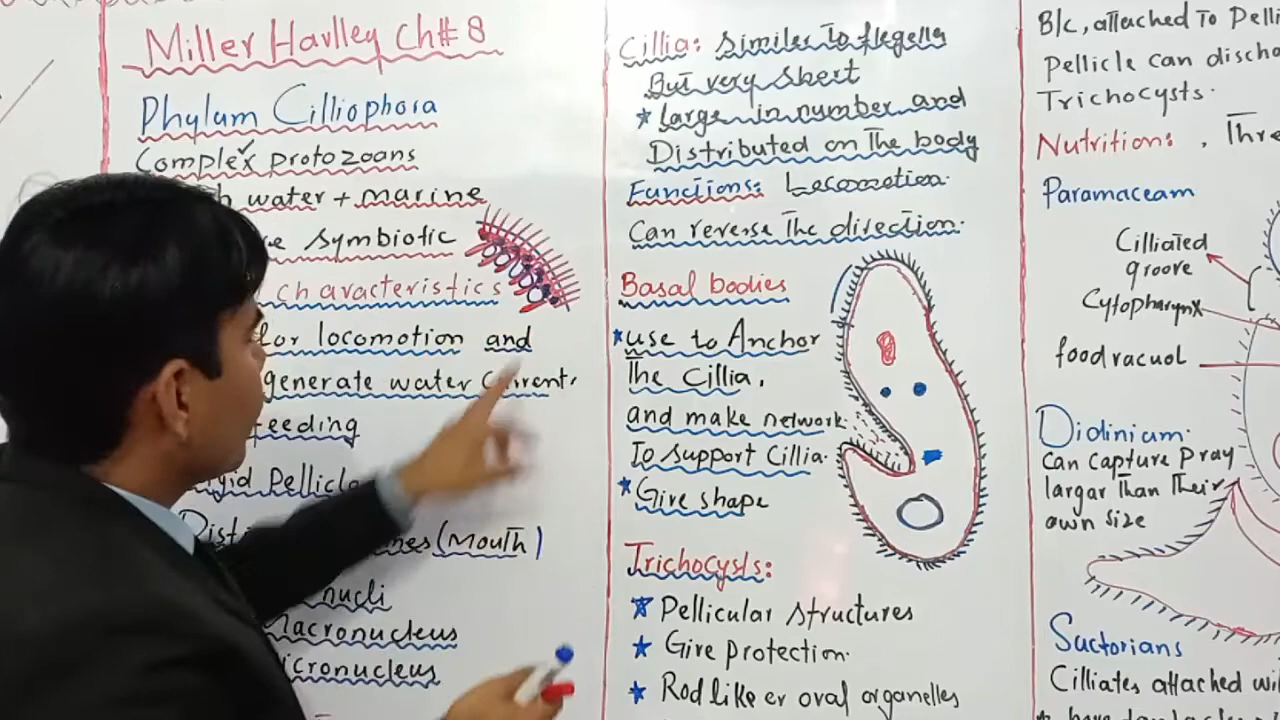 Miller Harlley Ch# 8
Phylum Cilliophora
Complex protozoans
water + marine
symbiotic
characteristics
for locomotion and
generate water Current,
feeding
Pellicle
(Mouth)
nucli
Macronucleus
Micronucleus
Cillia: Similer To flegella
But very Short
* Large in number and
Distributed on The body
Functions: Locomotion.
Can reverse The direction.
Basal bodies
* use to Anchor
The Cillia,
and make network
To support Cillia.
* Give shape
Trichocysts:
* Pellicular structures
* Give protection.
* Rod like or oval organelles
B/c, attached To Pelli
Pellicle can discha
Trichocysts.
Nutrition: , Thre
Paramaceam
Cilliated
groove
Cytopharynx
food vacuol
Didinium.
can capture pray
largar Than Their
own size
Suctorians
Cilliates attached wi